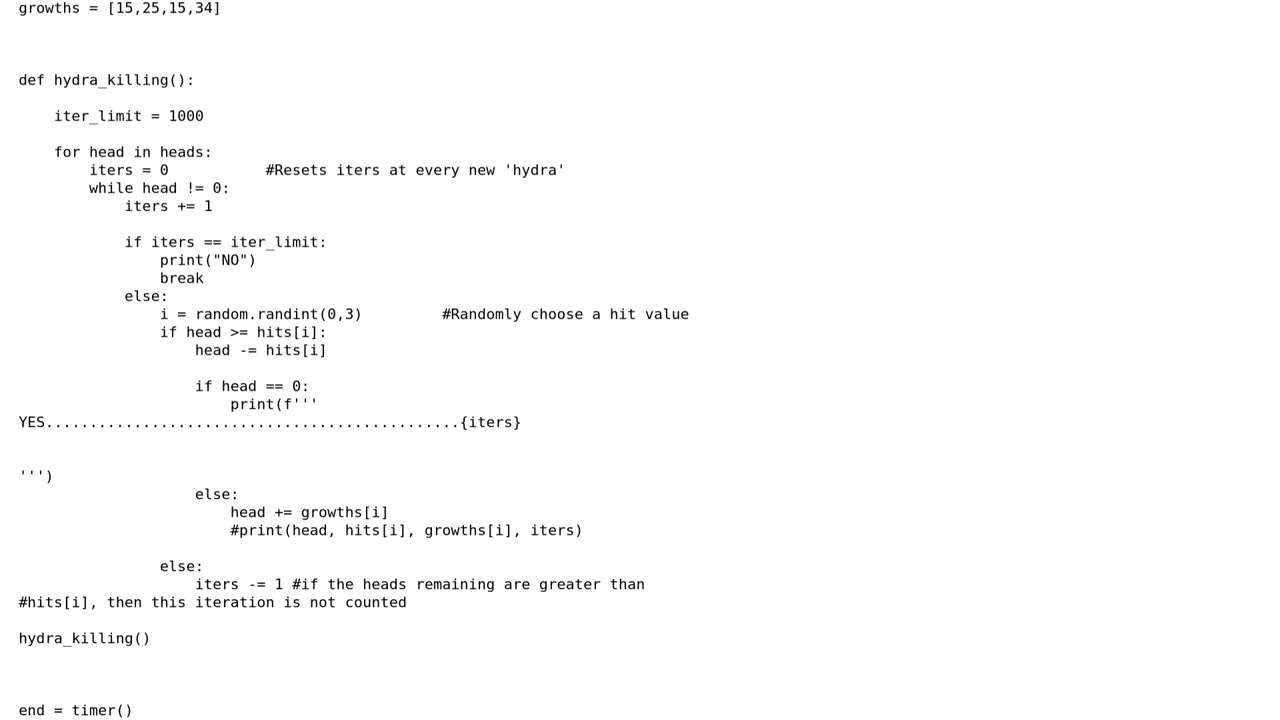 growths = [15,25,15,34]
def hydra_killing():
    iter_limit = 1000
    for head in heads:
        iters = 0           #Resets iters at every new 'hydra'
        while head != 0:
            iters += 1
            if iters == iter_limit:
                print("NO")
                break
            else:
                i = random.randint(0,3)         #Randomly choose a hit value
                if head >= hits[i]:
                    head -= hits[i]
                    if head == 0:
                        print(f'''
YES...............................................{iters}
''')
                    else:
                        head += growths[i]
                        #print(head, hits[i], growths[i], iters)
                else:
                    iters -= 1 #if the heads remaining are greater than
#hits[i], then this iteration is not counted
hydra_killing()
end = timer()